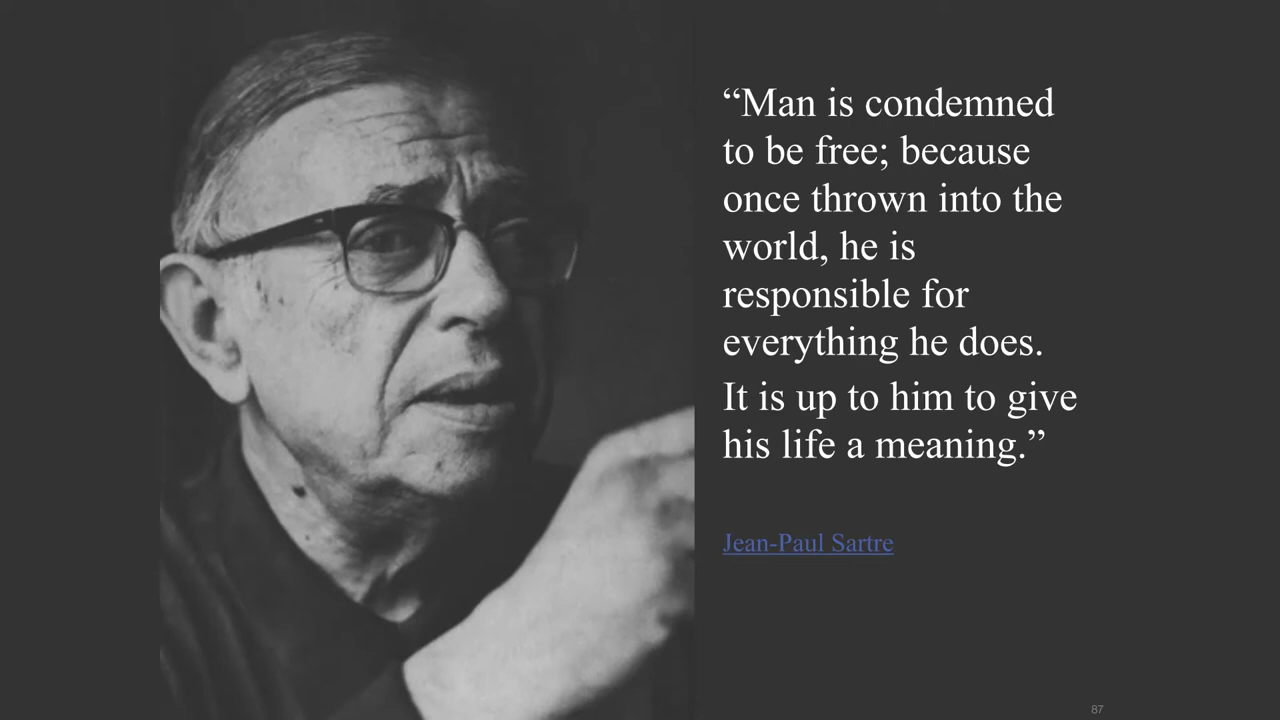 “Man is condemned
to be free; because
once thrown into the
world, he is
responsible for
everything he does.
It is up to him to give
his life a meaning.”
Jean-Paul Sartre
87